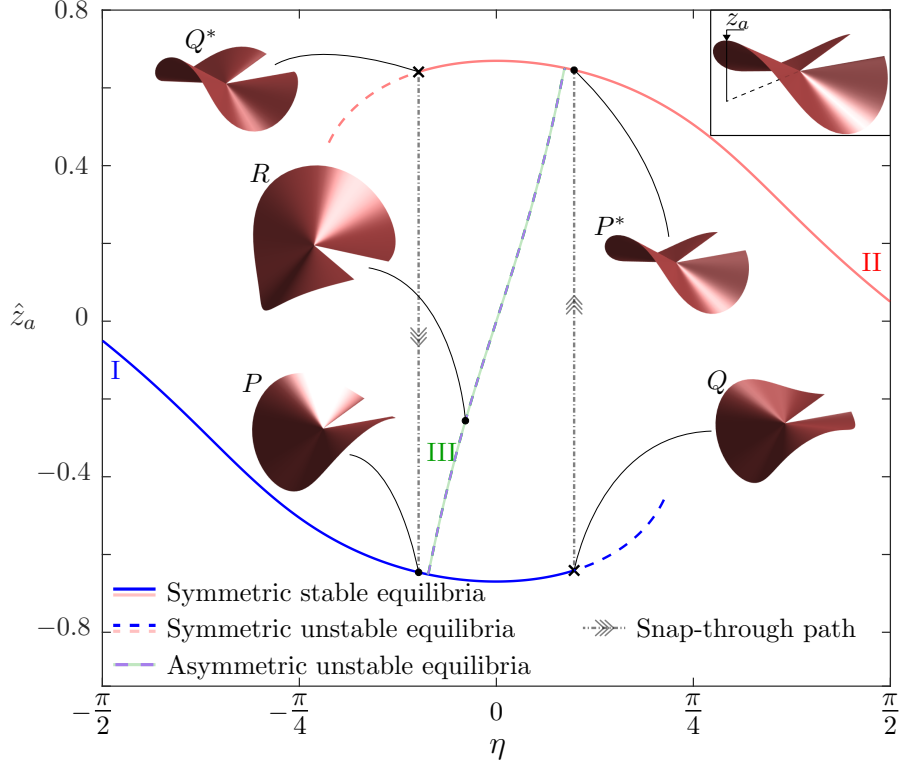 0.8
Q*
z_a
0.4
R
P*
II
ẑ_a
0
I
P
Q
III
−0.4
Symmetric stable equilibria
−0.8
Symmetric unstable equilibria
Snap-through path
Asymmetric unstable equilibria
−π/2
−π/4
0
π/4
π/2
η